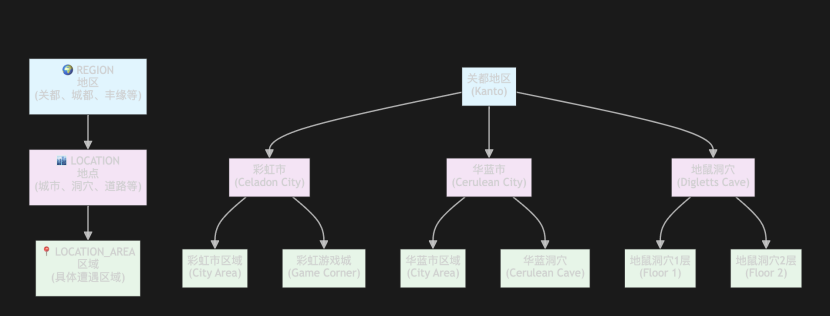 🌍 REGION
地区
(关都、城都、丰缘等)
🏙️ LOCATION
地点
(城市、洞穴、道路等)
📍 LOCATION_AREA
区域
(具体遭遇区域)
关都地区
(Kanto)
彩虹市
(Celadon City)
华蓝市
(Cerulean City)
地鼠洞穴
(Digletts Cave)
彩虹市区域
(City Area)
彩虹游戏城
(Game Corner)
华蓝市区域
(City Area)
华蓝洞穴
(Cerulean Cave)
地鼠洞穴1层
(Floor 1)
地鼠洞穴2层
(Floor 2)